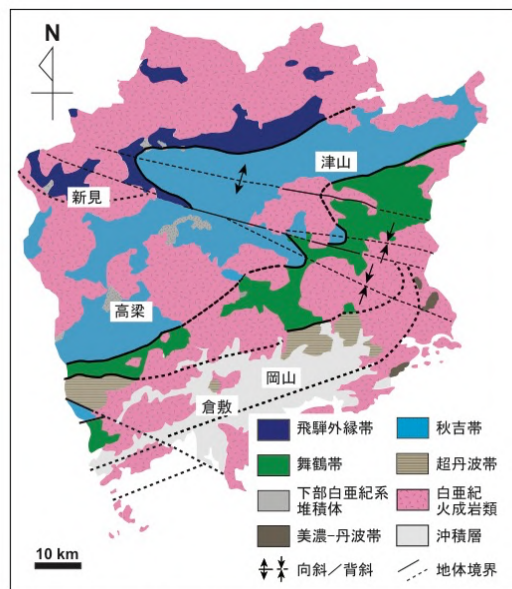 N
津山
新見
高梁
岡山
倉敷
飛騨外縁帯
秋吉帯
舞鶴帯
超丹波帯
下部白亜紀系
堆積体
白亜紀
火成岩類
美濃−丹波帯
沖積層
10 km
向斜／背斜
地体境界